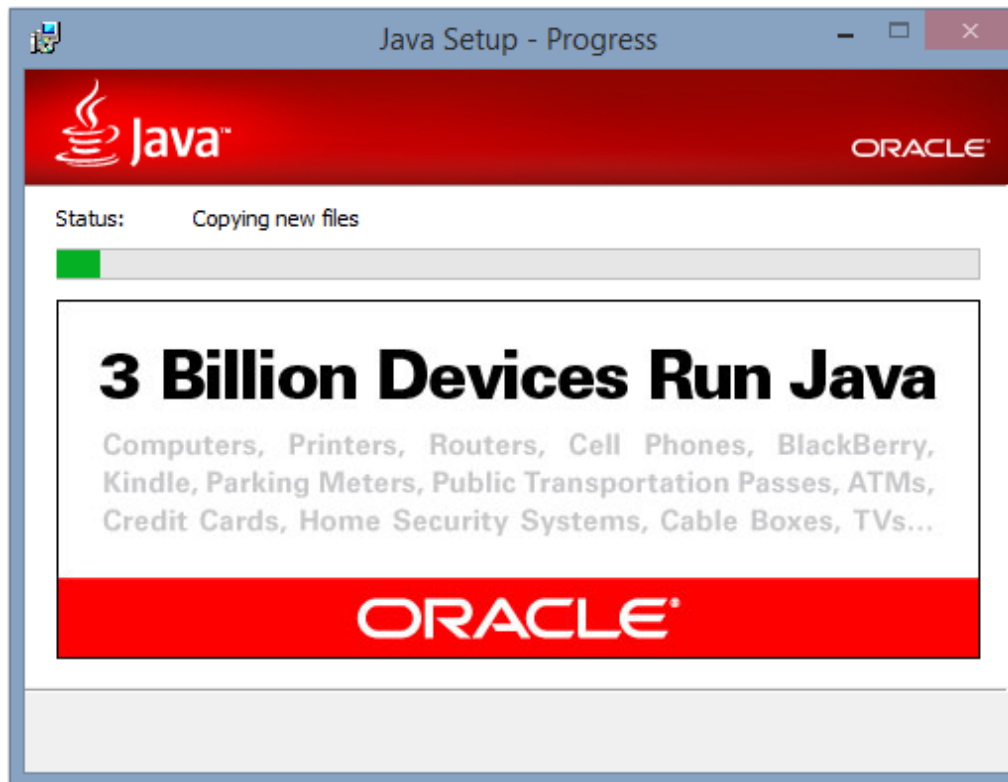 Java Setup - Progress
Java™
ORACLE®
Status: Copying new files
3 Billion Devices Run Java
Computers, Printers, Routers, Cell Phones, BlackBerry,
Kindle, Parking Meters, Public Transportation Passes, ATMs,
Credit Cards, Home Security Systems, Cable Boxes, TVs...
ORACLE®